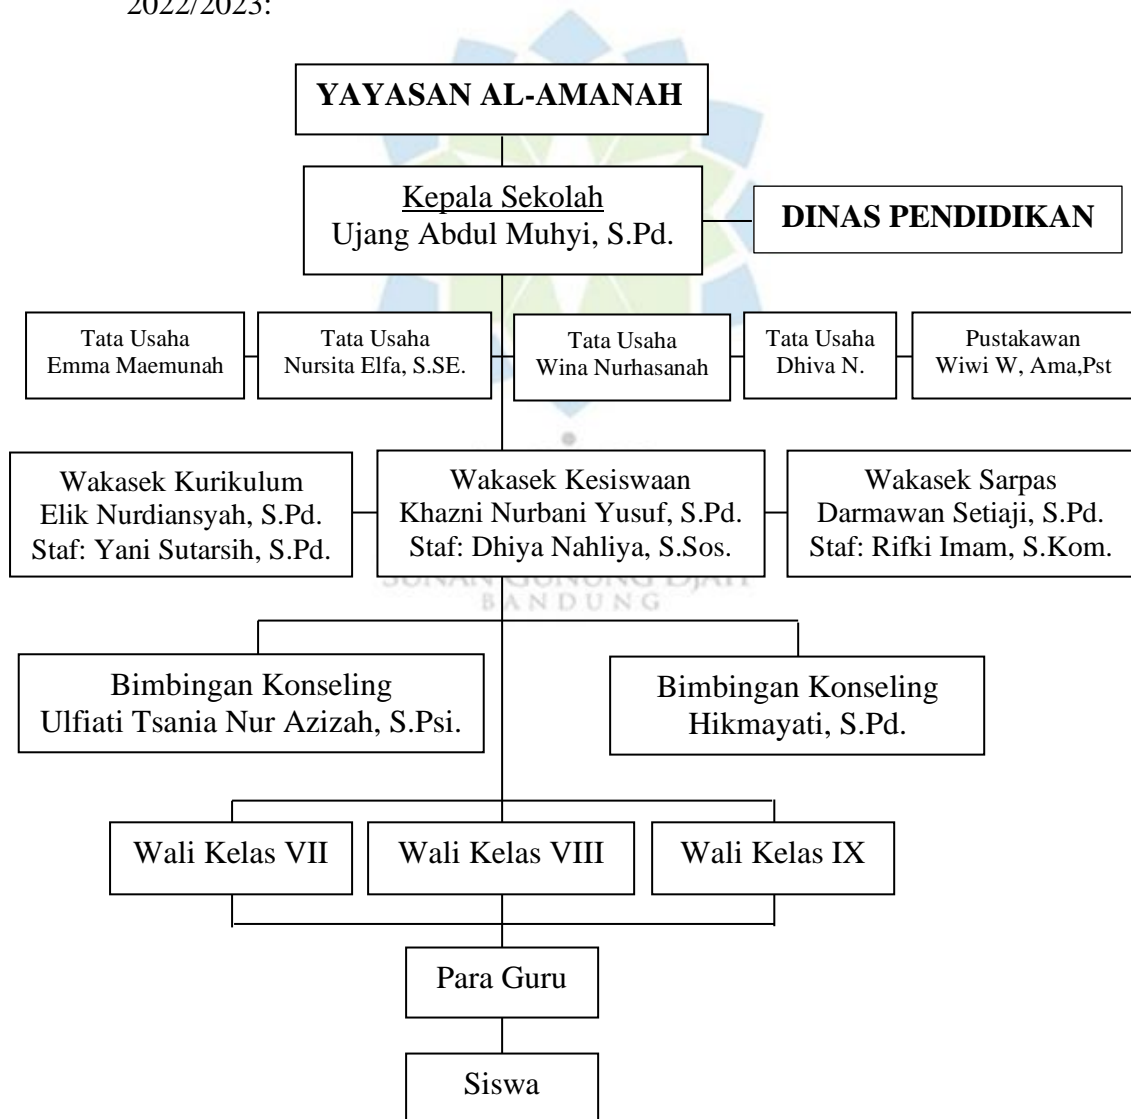 2022/2023:
YAYASAN AL-AMANAH
Kepala Sekolah
Ujang Abdul Muhyi, S.Pd.
DINAS PENDIDIKAN
Tata Usaha
Emma Maemunah
Tata Usaha
Nursita Elfa, S.SE.
Tata Usaha
Wina Nurhasanah
Tata Usaha
Dhiva N.
Pustakawan
Wiwi W, Ama,Pst
Wakasek Kurikulum
Elik Nurdiansyah, S.Pd.
Staf: Yani Sutarsih, S.Pd.
Wakasek Kesiswaan
Khazni Nurbani Yusuf, S.Pd.
Staf: Dhiya Nahliya, S.Sos.
Wakasek Sarpas
Darmawan Setiaji, S.Pd.
Staf: Rifki Imam, S.Kom.
SUNAN GUNUNG DJATI
BANDUNG
Bimbingan Konseling
Ulfiati Tsania Nur Azizah, S.Psi.
Bimbingan Konseling
Hikmayati, S.Pd.
Wali Kelas VII
Wali Kelas VIII
Wali Kelas IX
Para Guru
Siswa